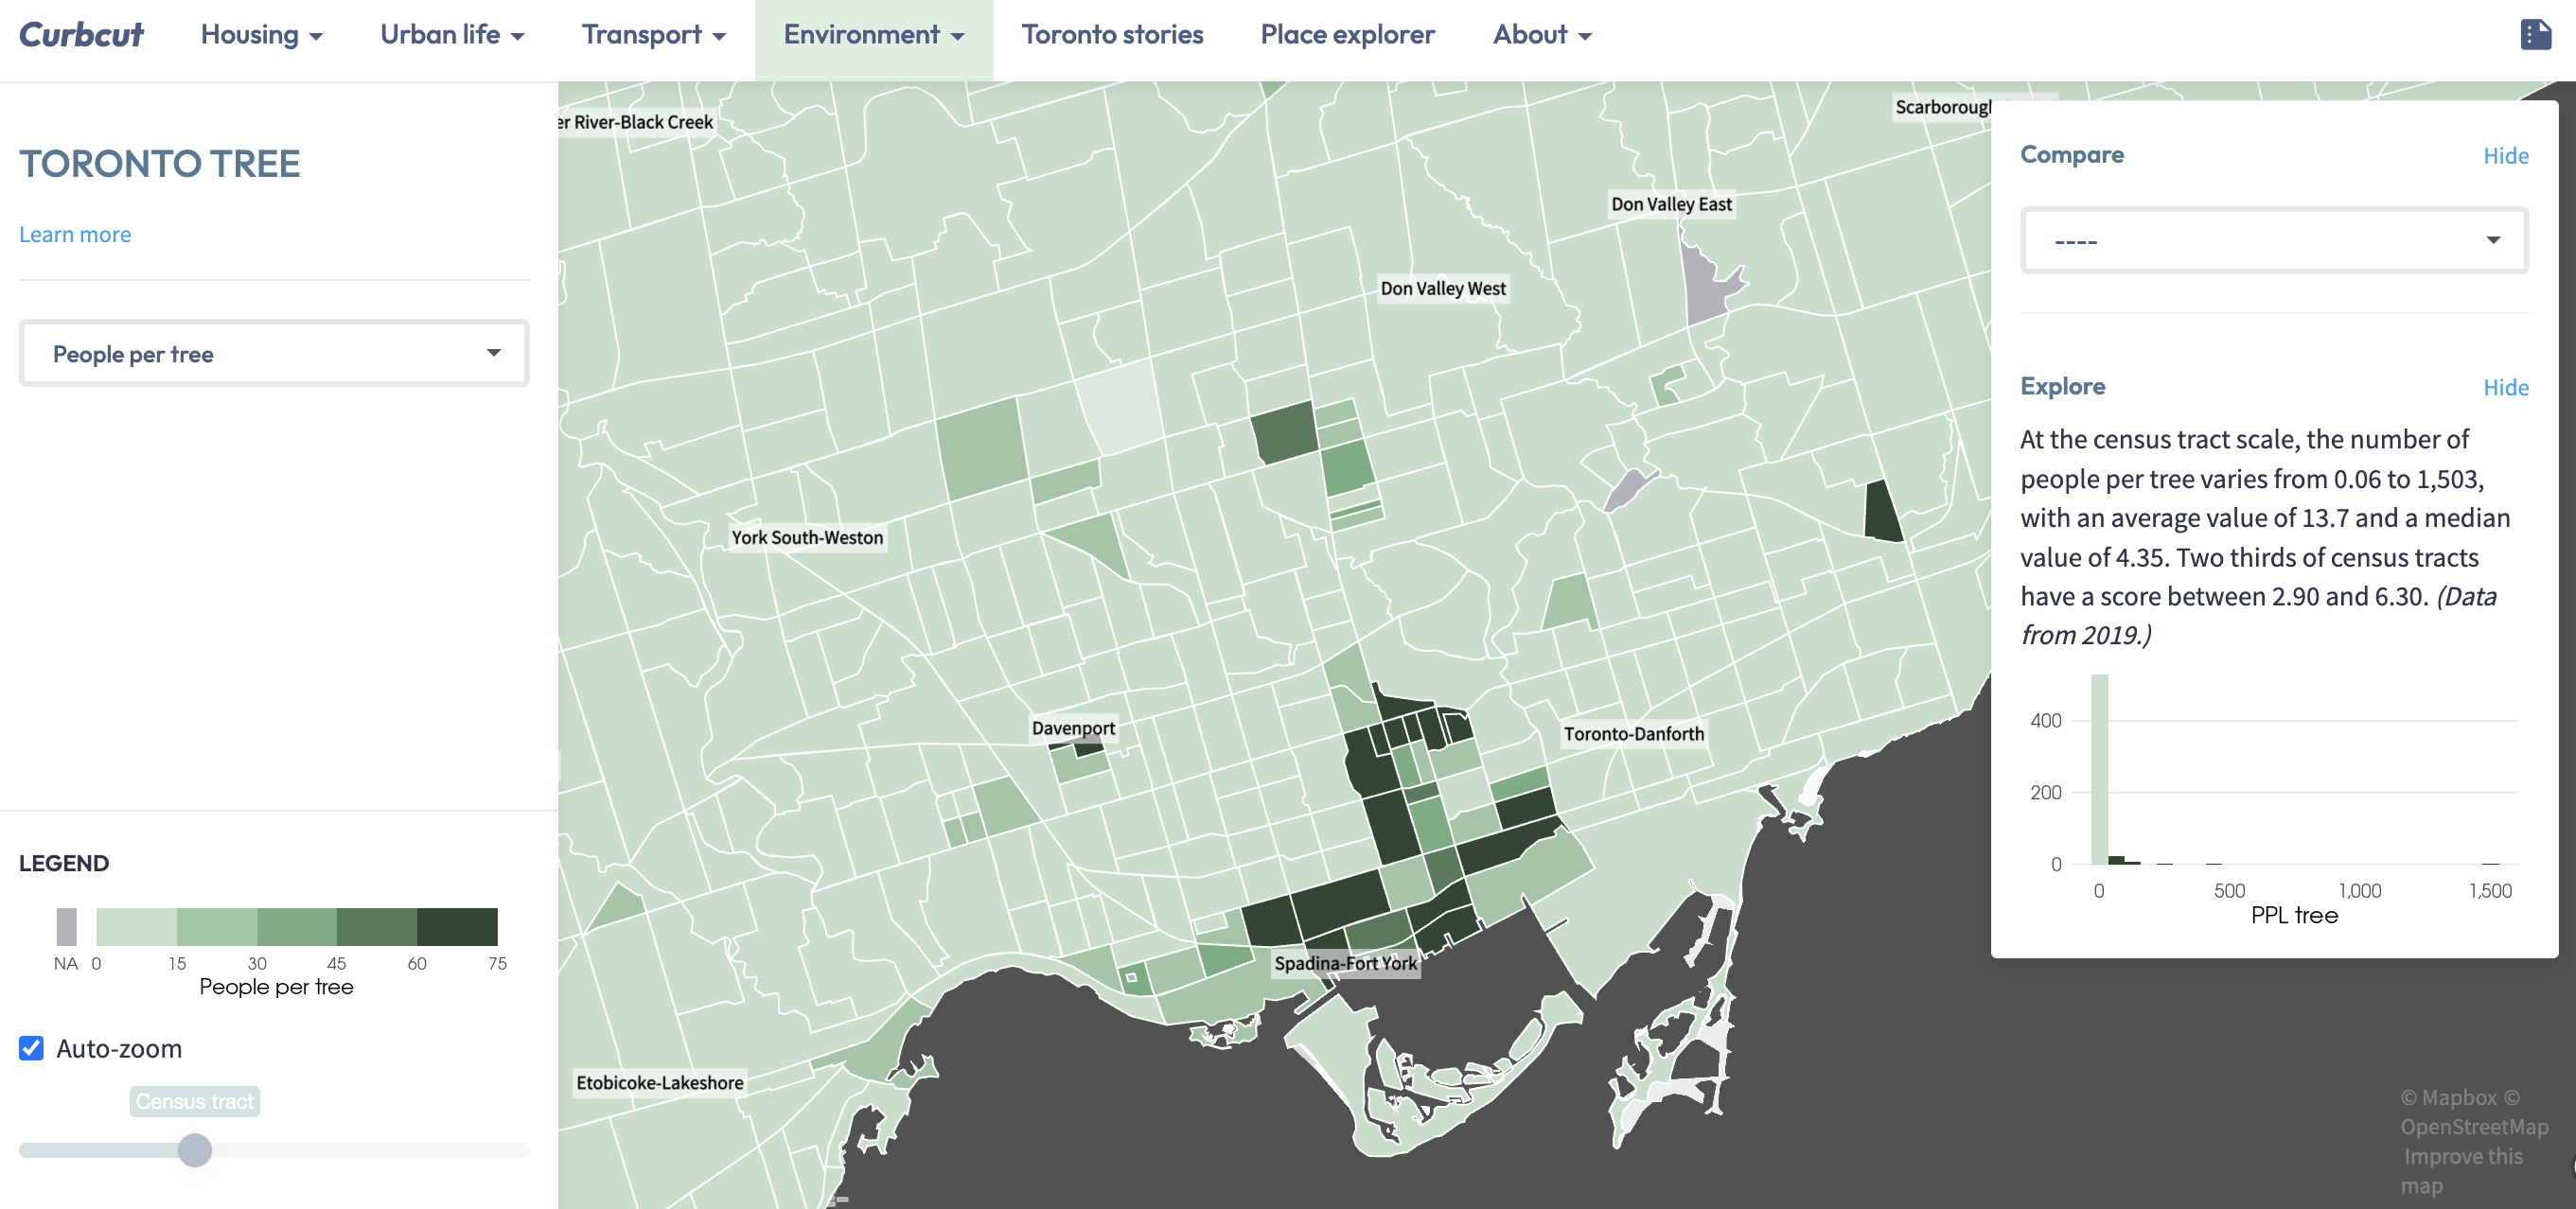 Curbcut Housing Urban life Transport Environment Toronto stories Place explorer About
TORONTO TREE
Learn more
People per tree
LEGEND
NA 0 15 30 45 60 75
People per tree
Auto-zoom
Census tract
er River-Black Creek
Scarborough
Don Valley East
Don Valley West
York South-Weston
Davenport
Toronto-Danforth
Spadina-Fort York
Etobicoke-Lakeshore
Compare Hide
----
Explore Hide
At the census tract scale, the number of
people per tree varies from 0.06 to 1,503,
with an average value of 13.7 and a median
value of 4.35. Two thirds of census tracts
have a score between 2.90 and 6.30. (Data
from 2019.)
400
200
0
0 500 1,000 1,500
PPL tree
© Mapbox ©
OpenStreetMap
Improve this
map